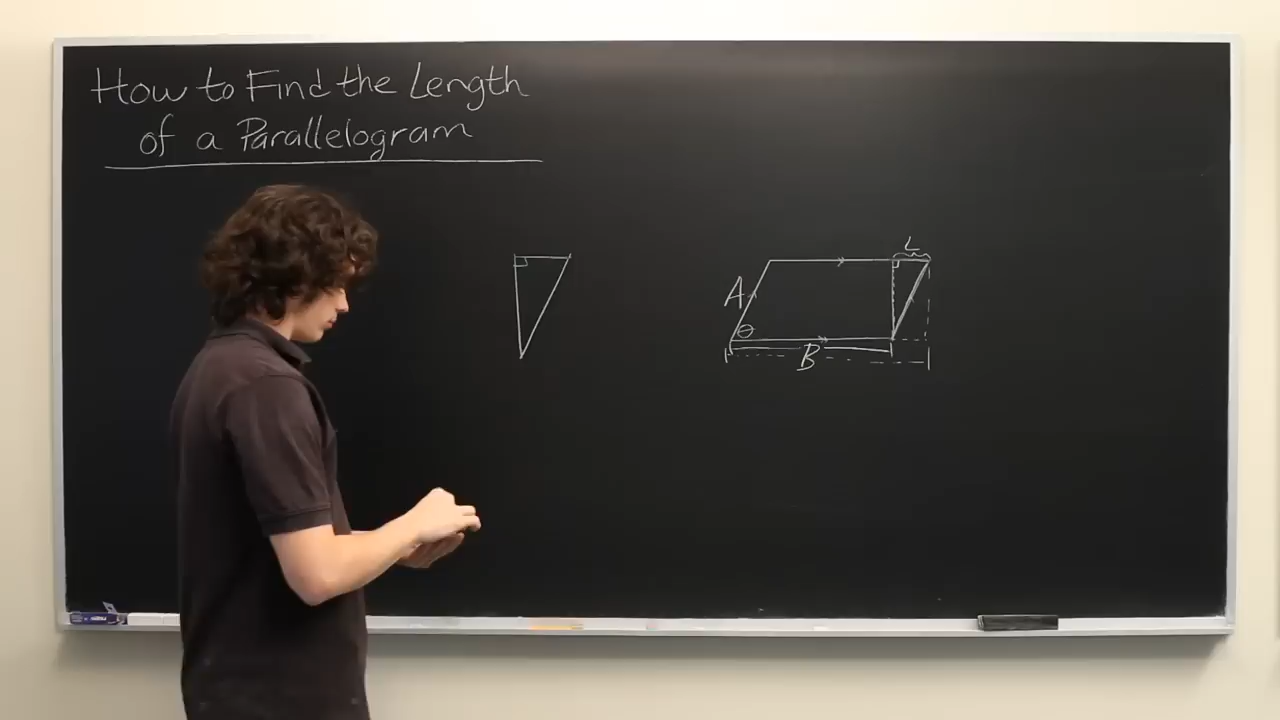 How to Find the Length
of a Parallelogram
L
A
θ
B